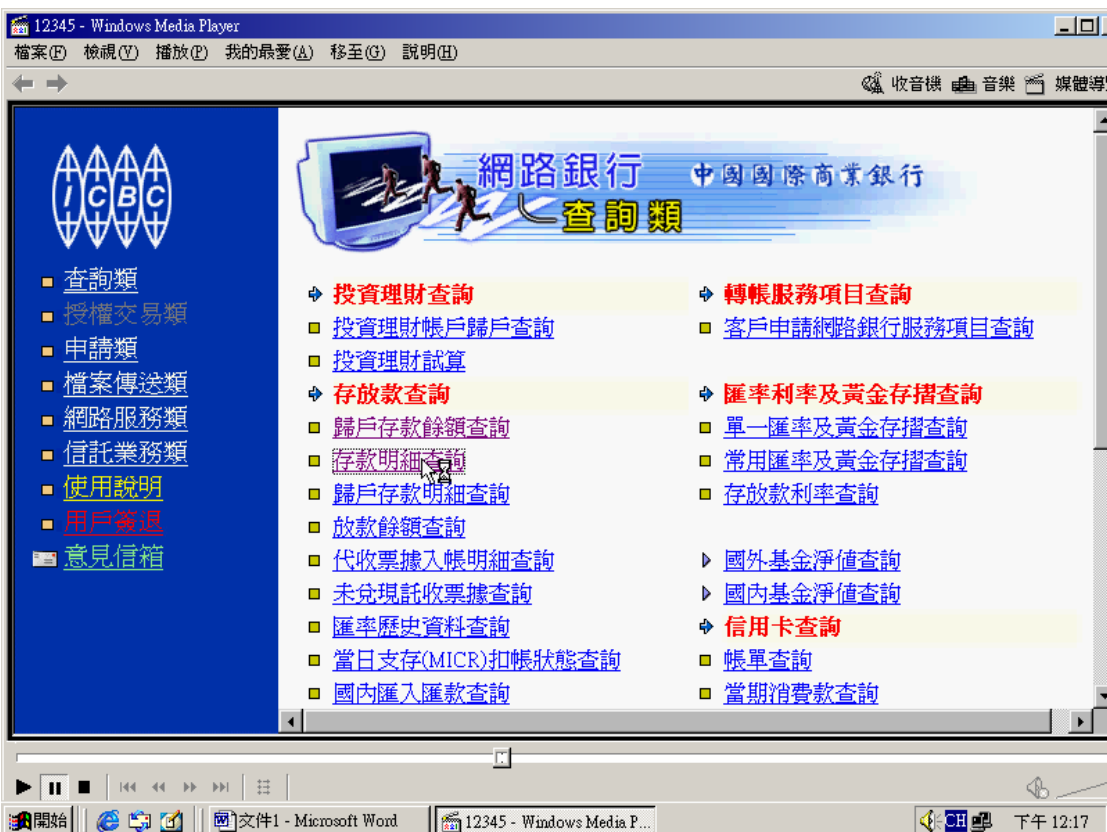 12345 - Windows Media Player
檔案(F) 檢視(V) 播放(P) 我的最愛(A) 移至(G) 說明(H)
收音機 音樂 媒體導
ICBC
網路銀行 中國國際商業銀行
查詢類
查詢類
授權交易類
申請類
檔案傳送類
網路服務類
信託業務類
使用說明
用戶簽退
意見信箱
投資理財查詢
投資理財帳戶歸戶查詢
投資理財試算
存放款查詢
歸戶存款餘額查詢
存款明細查詢
歸戶存款明細查詢
放款餘額查詢
代收票據入帳明細查詢
未兌現託收票據查詢
匯率歷史資料查詢
當日支存(MICR)扣帳狀態查詢
國內匯入匯款查詢
轉帳服務項目查詢
客戶申請網路銀行服務項目查詢
匯率利率及黃金存摺查詢
單一匯率及黃金存摺查詢
常用匯率及黃金存摺查詢
存放款利率查詢
國外基金淨值查詢
國內基金淨值查詢
信用卡查詢
帳單查詢
當期消費款查詢
開始 文件1 - Microsoft Word 12345 - Windows Media P... CH 下午 12:17